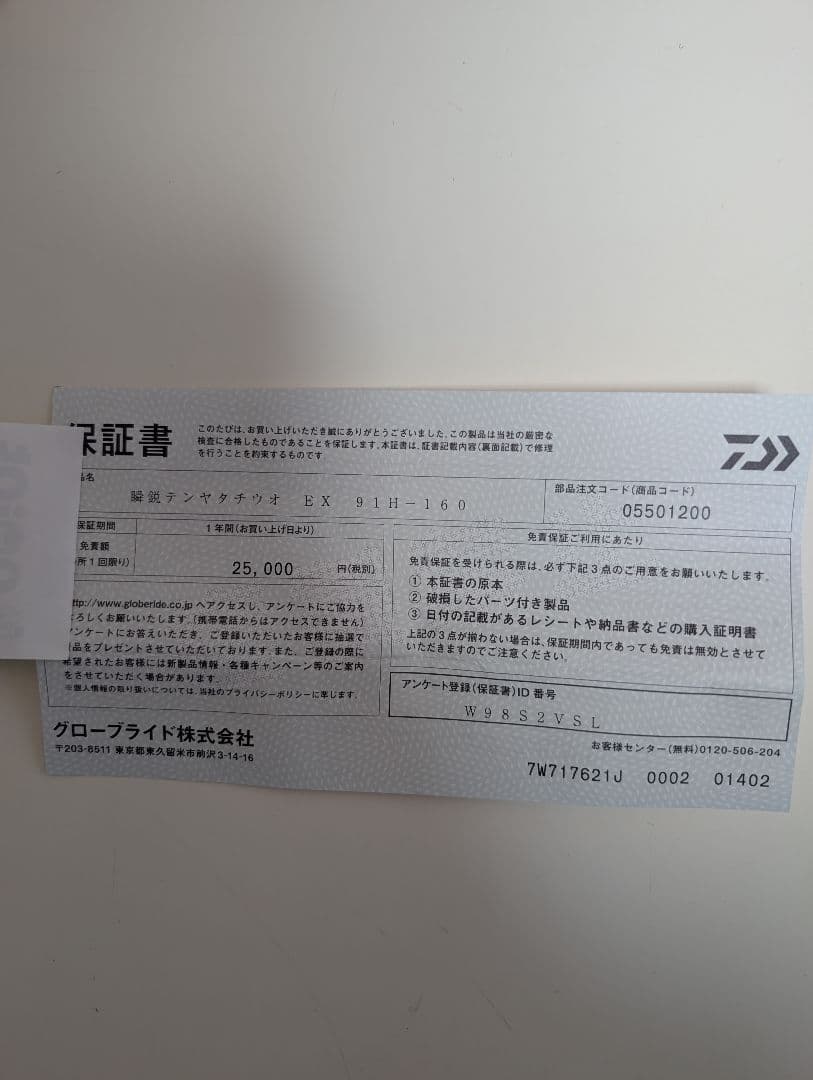 保証書
このたびは、お買い上げいただき誠にありがとうございました。この製品は当社の厳密な
検査に合格したものであることを保証します。本証書は、証書記載内容(裏面記載)で修理
を行うことを約束するものです
名
瞬鋭テンヤタチウオ EX 91H-160
部品注文コード(商品コード)
05501200
保証期間
1年間(お買い上げ日より)
免責額
所1回限り)
25,000 円(税別)
免責保証ご利用にあたり
免責保証を受けられる際は、必ず下記3点のご用意をお願いいたします。
① 本証書の原本
② 破損したパーツ付き製品
③ 日付の記載があるレシートや納品書などの購入証明書
上記の3点が揃わない場合は、保証期間内であっても免責は無効とさせて
いただきますのでご注意ください。
ttp://www.globeride.co.jp へアクセスし、アンケートにご協力を
ろしくお願いいたします。(携帯電話からはアクセスできません)
アンケートにお答えいただき、ご登録いただいたお客様に抽選で
品をプレゼントさせていただいております。また、ご登録の際に
希望されたお客様には新製品情報・各種キャンペーン等のご案内
をさせていただく場合があります。
※個人情報の取り扱いについては、当社のプライバシーポリシーに準じます。
アンケート登録(保証書)ID番号
W98S2VSL
グローブライド株式会社
〒203-8511 東京都東久留米市前沢3-14-16
お客様センター(無料)0120-506-204
7W717621J 0002 01402